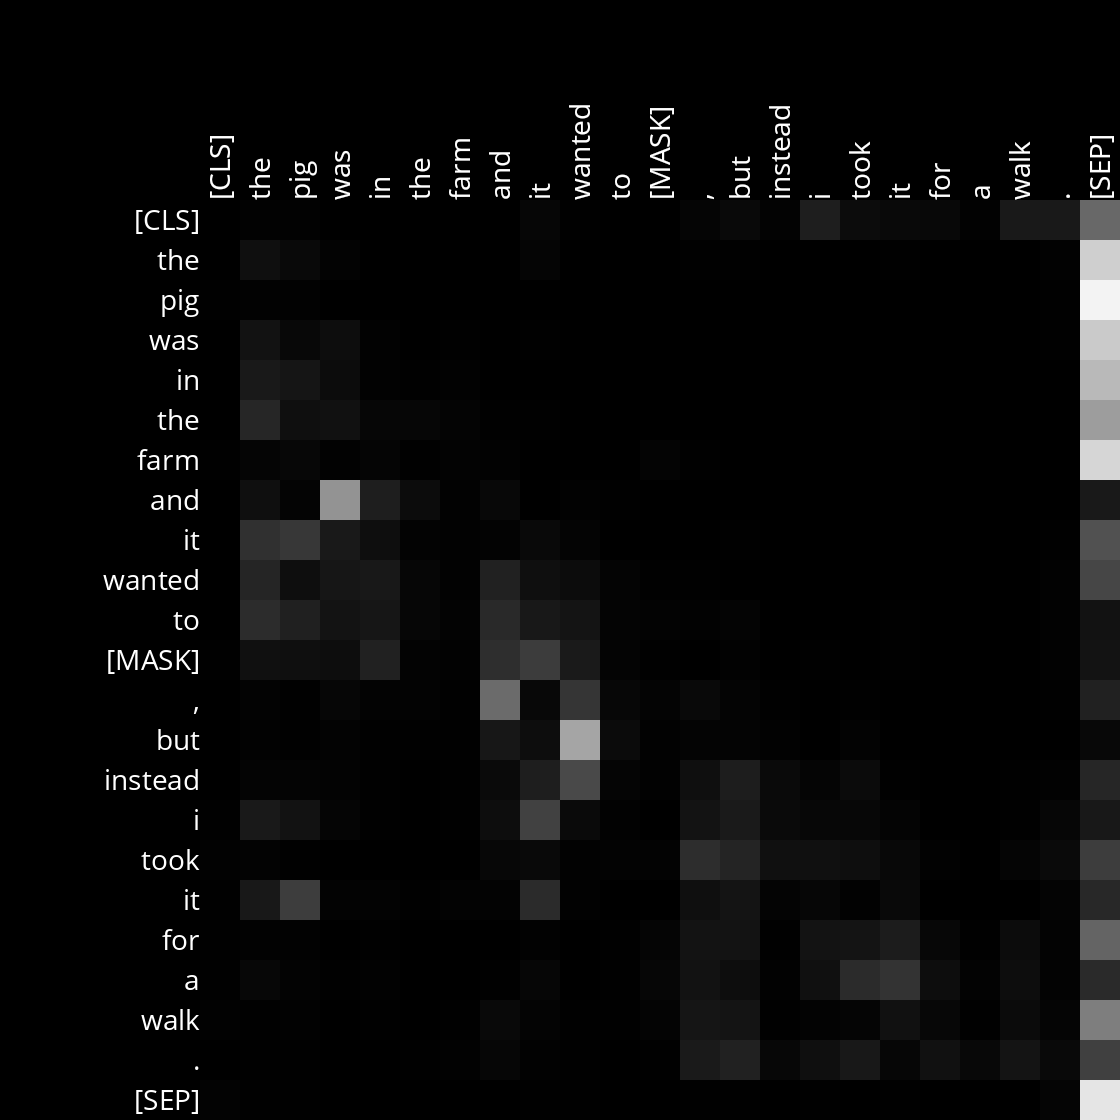 [CLS] the pig was in the farm and it wanted to [MASK] , but instead i took it for a walk . [SEP]
[CLS]
the
pig
was
in
the
farm
and
it
wanted
to
[MASK]
,
but
instead
i
took
it
for
a
walk
.
[SEP]